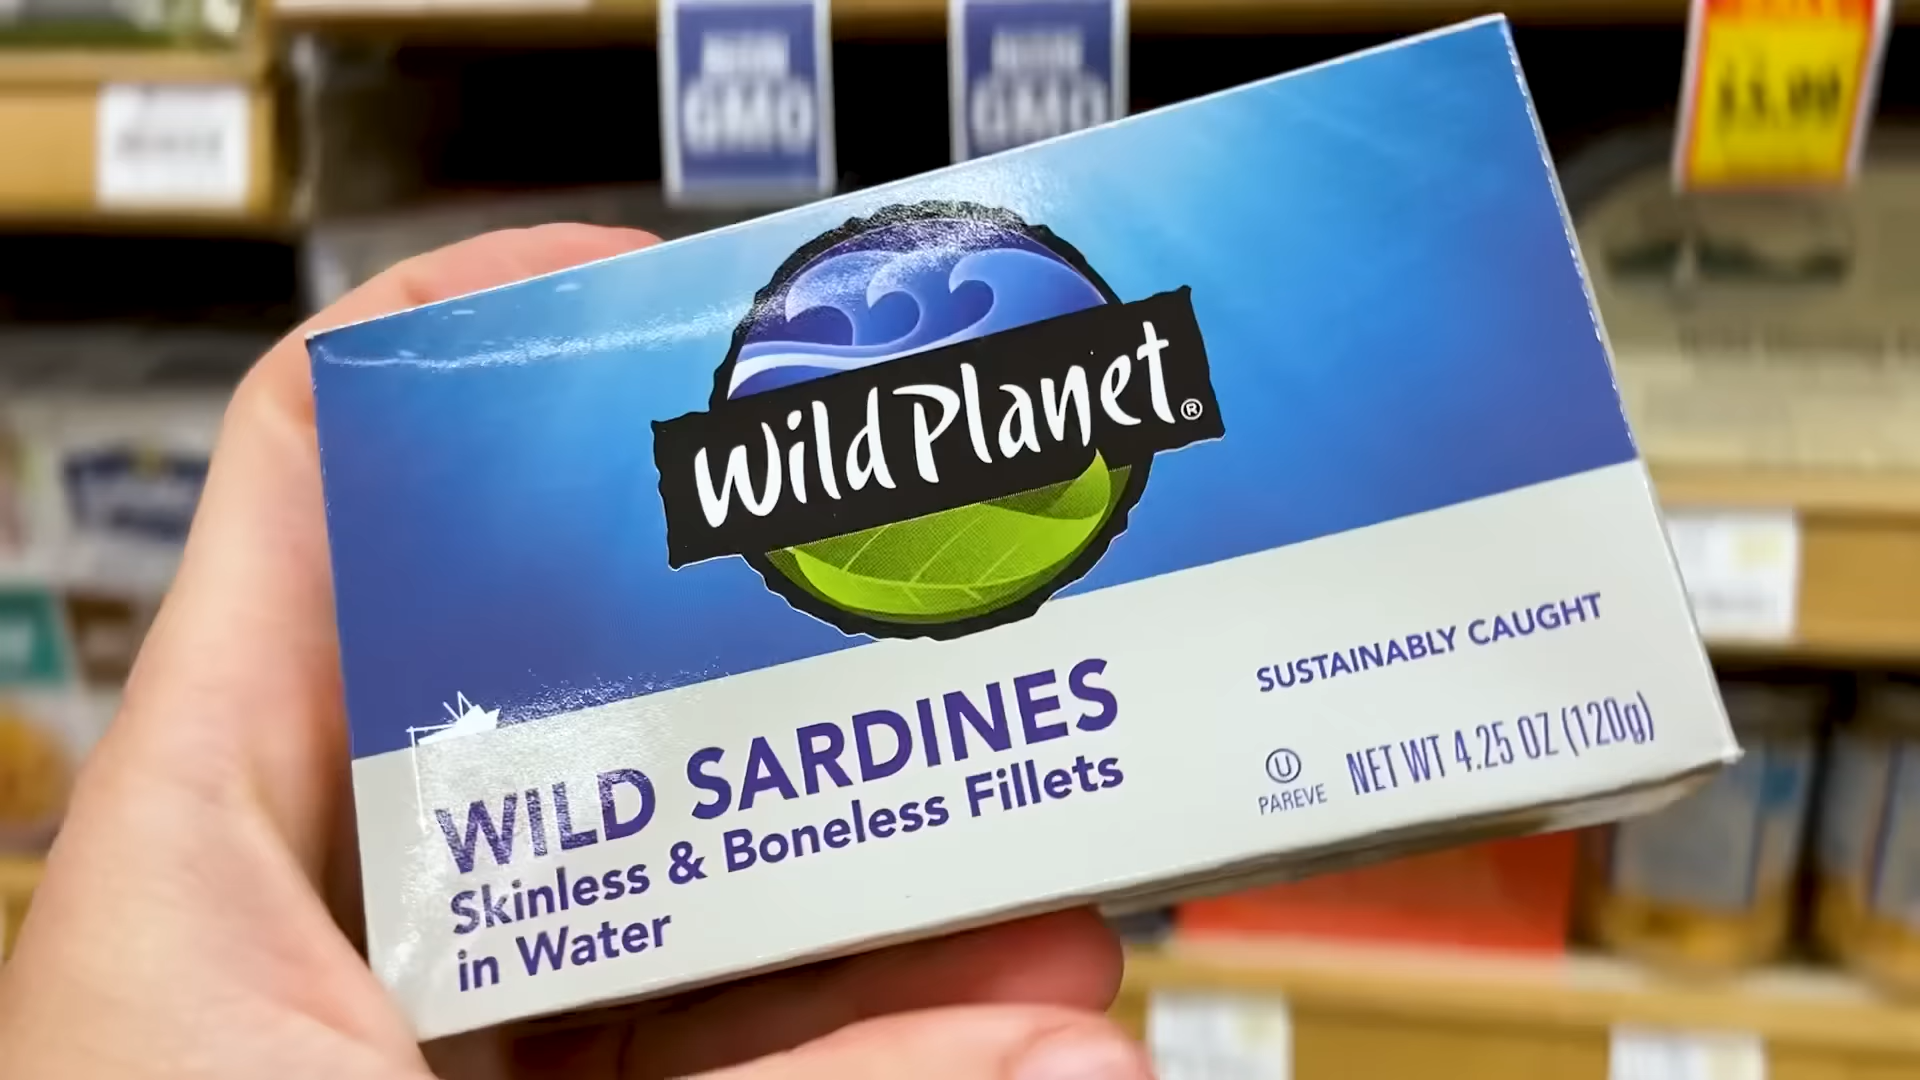 NON
GMO
NON
GMO
Wild Planet®
WILD SARDINES
Skinless & Boneless Fillets
in Water
SUSTAINABLY CAUGHT
U
PAREVE
NET WT 4.25 OZ (120g)